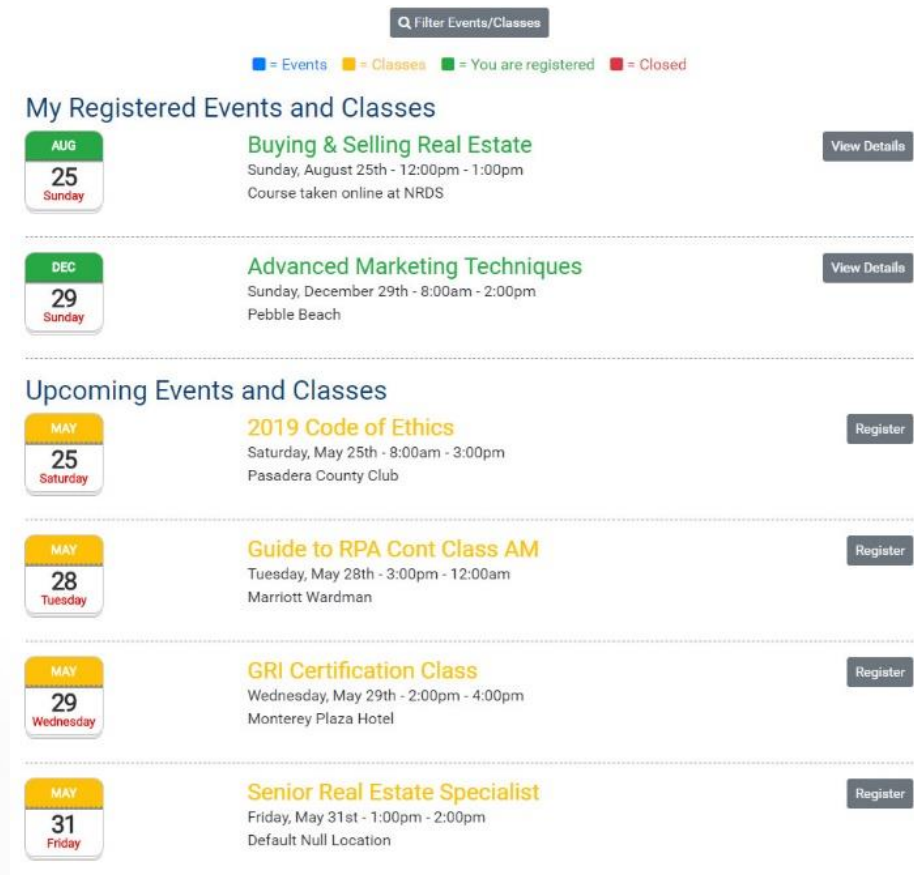 Filter Events/Classes
= Events = Classes = You are registered = Closed
My Registered Events and Classes
AUG
25
Sunday
Buying & Selling Real Estate
Sunday, August 25th - 12:00pm - 1:00pm
Course taken online at NRDS
View Details
DEC
29
Sunday
Advanced Marketing Techniques
Sunday, December 29th - 8:00am - 2:00pm
Pebble Beach
View Details
Upcoming Events and Classes
MAY
25
Saturday
2019 Code of Ethics
Saturday, May 25th - 8:00am - 3:00pm
Pasadera County Club
Register
MAY
28
Tuesday
Guide to RPA Cont Class AM
Tuesday, May 28th - 3:00pm - 12:00am
Marriott Wardman
Register
MAY
29
Wednesday
GRI Certification Class
Wednesday, May 29th - 2:00pm - 4:00pm
Monterey Plaza Hotel
Register
MAY
31
Friday
Senior Real Estate Specialist
Friday, May 31st - 1:00pm - 2:00pm
Default Null Location
Register